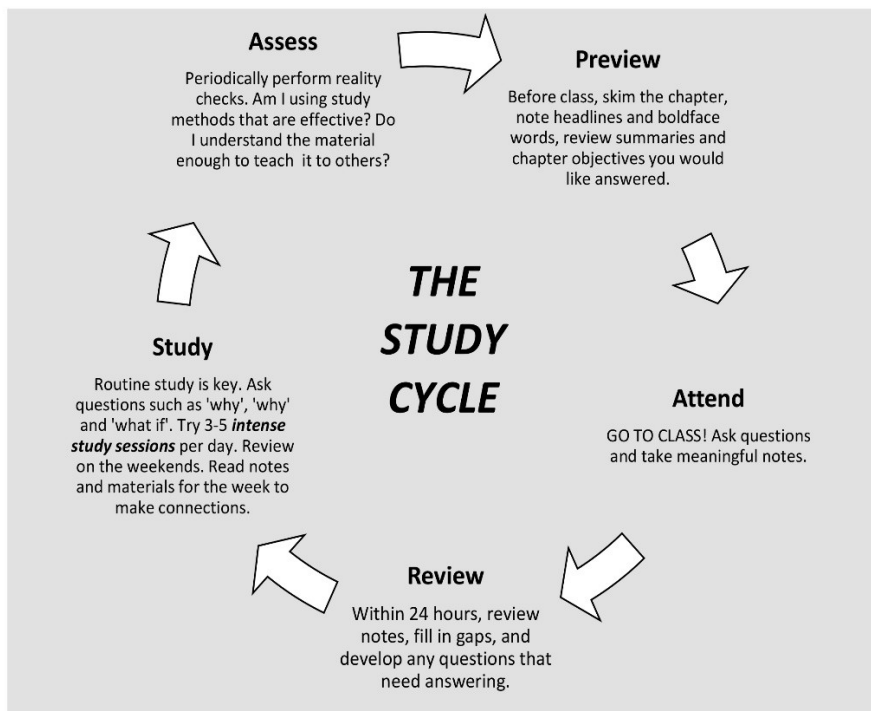 THE
STUDY
CYCLE
Assess
Periodically perform reality
checks. Am I using study
methods that are effective? Do
I understand the material
enough to teach it to others?
Preview
Before class, skim the chapter,
note headlines and boldface
words, review summaries and
chapter objectives you would
like answered.
Attend
GO TO CLASS! Ask questions
and take meaningful notes.
Review
Within 24 hours, review
notes, fill in gaps, and
develop any questions that
need answering.
Study
Routine study is key. Ask
questions such as 'why', 'why'
and 'what if'. Try 3-5 intense
study sessions per day. Review
on the weekends. Read notes
and materials for the week to
make connections.